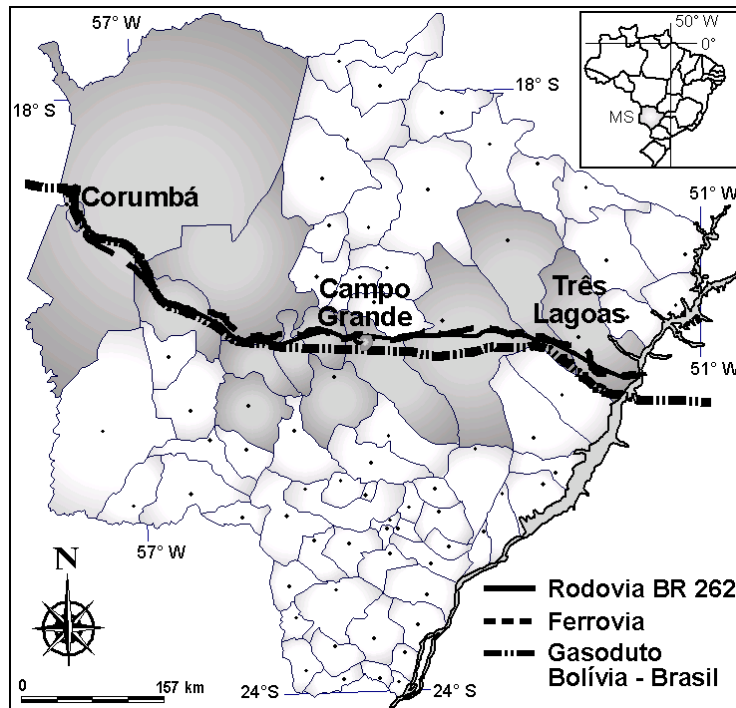 57° W
50° W
0°
18° S
18° S
MS
51° W
Corumbá
Campo
Grande
Três
Lagoas
51° W
57° W
N
Rodovia BR 262
Ferrovia
Gasoduto
Bolívia - Brasil
0
157 km
24°S
24° S